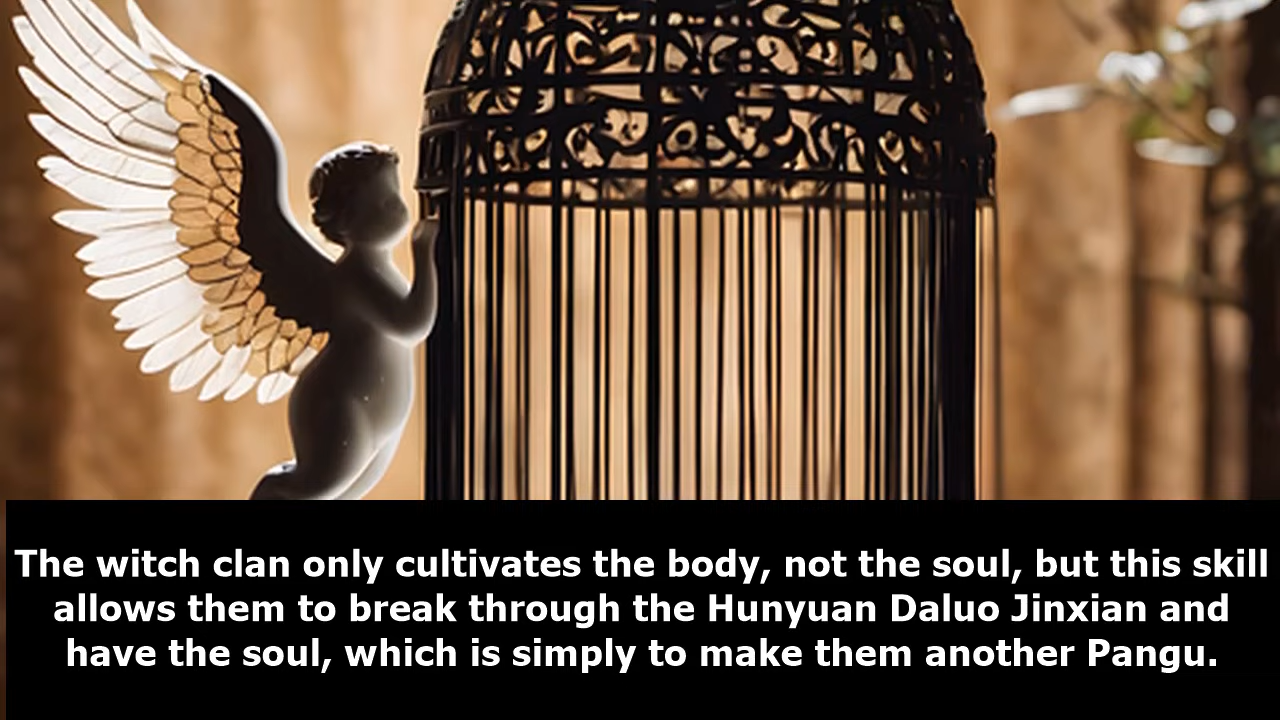 The witch clan only cultivates the body, not the soul, but this skill
allows them to break through the Hunyuan Daluo Jinxian and
have the soul, which is simply to make them another Pangu.